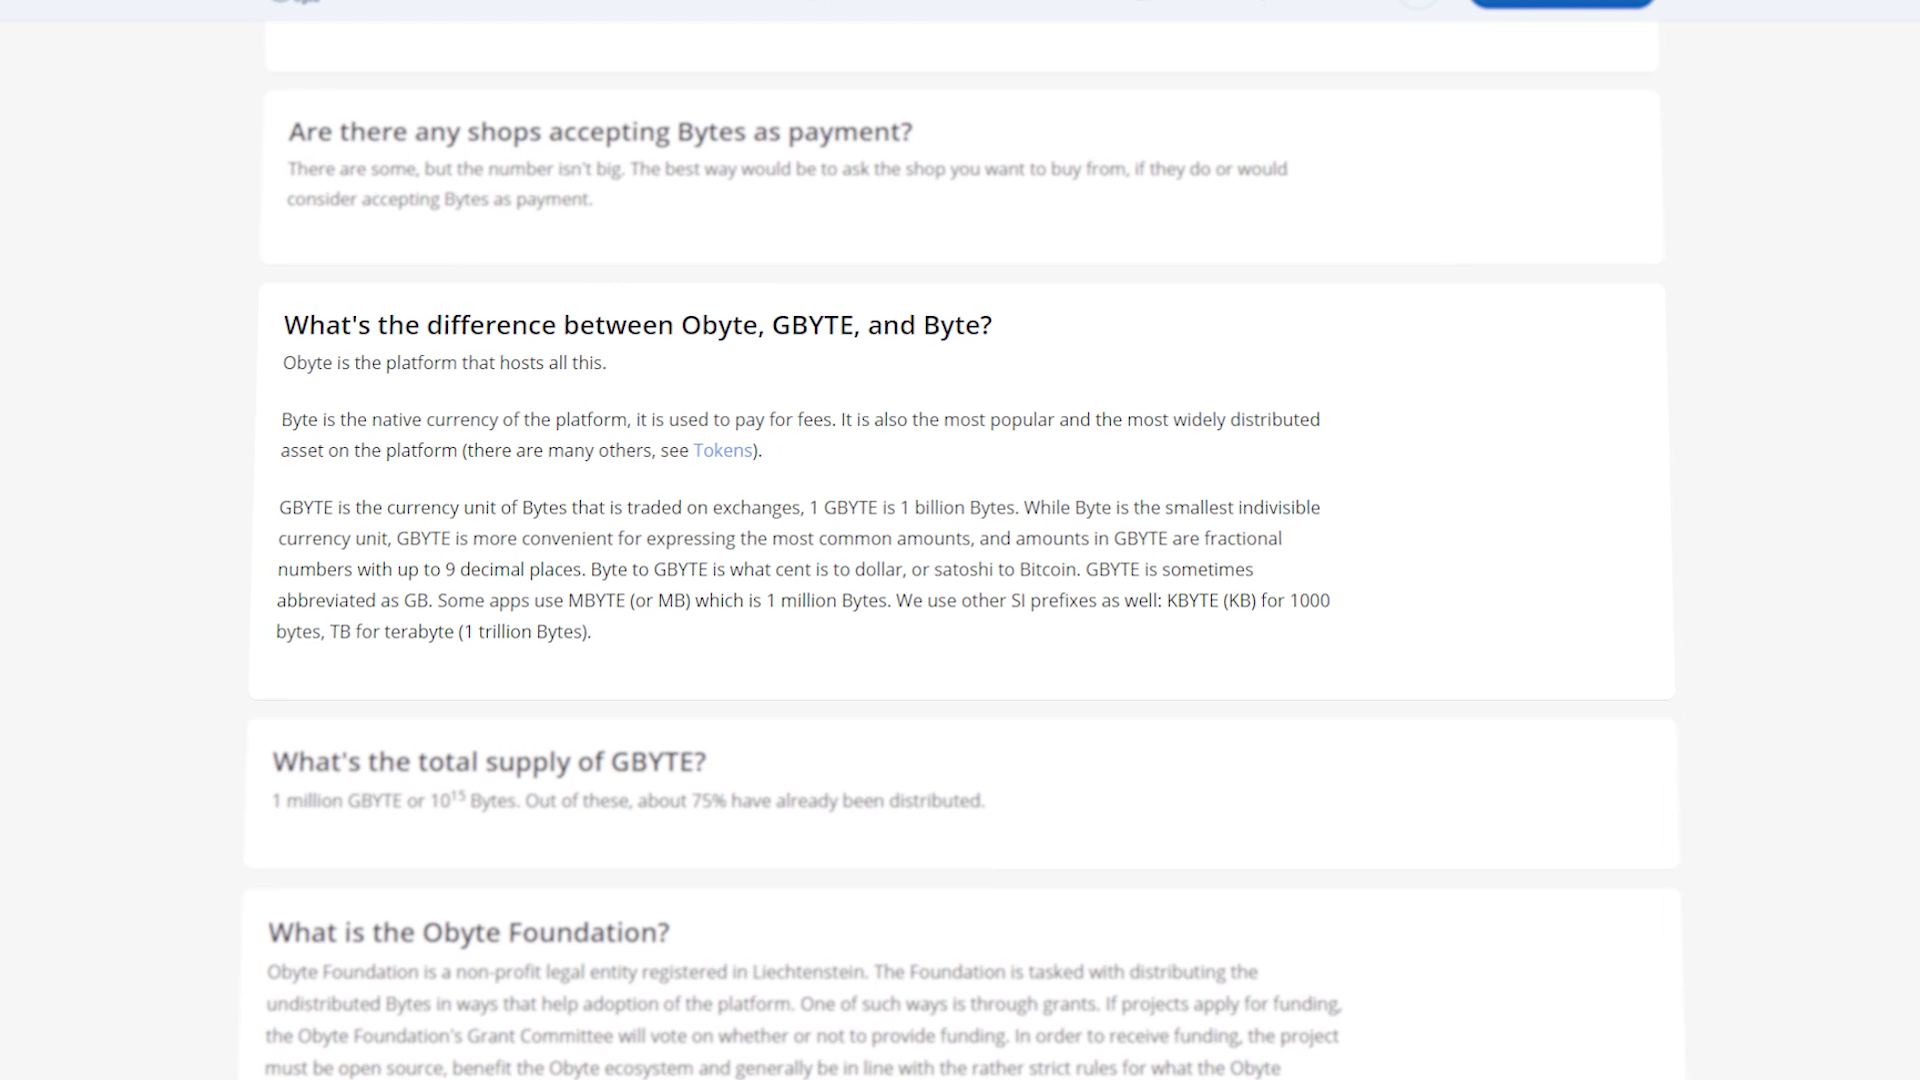 Are there any shops accepting Bytes as payment?
There are some, but the number isn't big. The best way would be to ask the shop you want to buy from, if they do or would
consider accepting Bytes as payment.
What's the difference between Obyte, GBYTE, and Byte?
Obyte is the platform that hosts all this.
Byte is the native currency of the platform, it is used to pay for fees. It is also the most popular and the most widely distributed
asset on the platform (there are many others, see Tokens).
GBYTE is the currency unit of Bytes that is traded on exchanges, 1 GBYTE is 1 billion Bytes. While Byte is the smallest indivisible
currency unit, GBYTE is more convenient for expressing the most common amounts, and amounts in GBYTE are fractional
numbers with up to 9 decimal places. Byte to GBYTE is what cent is to dollar, or satoshi to Bitcoin. GBYTE is sometimes
abbreviated as GB. Some apps use MBYTE (or MB) which is 1 million Bytes. We use other SI prefixes as well: KBYTE (KB) for 1000
bytes, TB for terabyte (1 trillion Bytes).
What's the total supply of GBYTE?
1 million GBYTE or 10¹⁵ Bytes. Out of these, about 75% have already been distributed.
What is the Obyte Foundation?
Obyte Foundation is a non-profit legal entity registered in Liechtenstein. The Foundation is tasked with distributing the
undistributed Bytes in ways that help adoption of the platform. One of such ways is through grants. If projects apply for funding,
the Obyte Foundation's Grant Committee will vote on whether or not to provide funding. In order to receive funding, the project
must be open source, benefit the Obyte ecosystem and generally be in line with the rather strict rules for what the Obyte